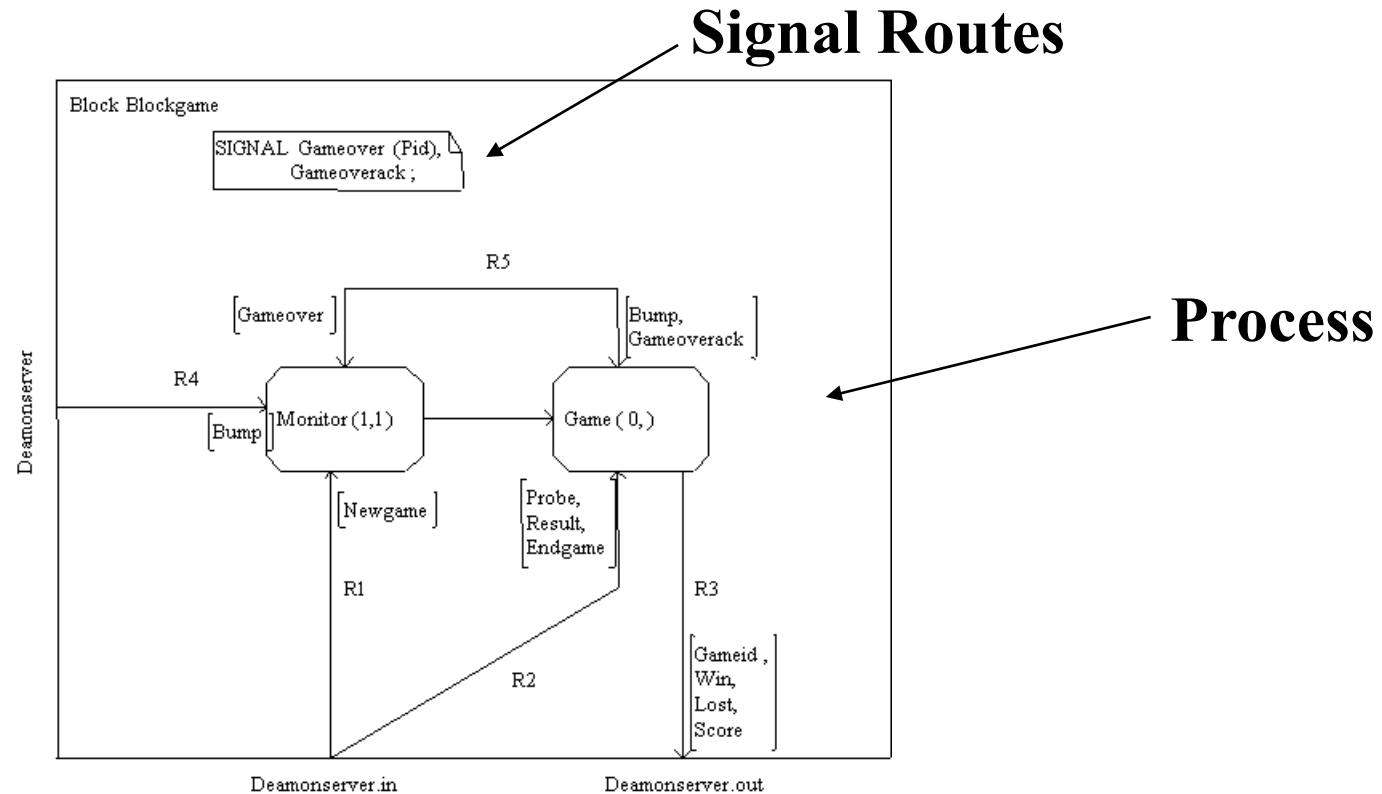 Signal Routes
Block Blockgame
SIGNAL Gameover (Pid),
Gameoverack ;
R5
[Gameover]
[Bump,
Gameoverack]
Process
Deamonserver
R4
[Bump]
Monitor (1,1)
Game ( 0, )
[Newgame]
[Probe,
Result,
Endgame]
R1
R3
R2
[Gameid ,
Win,
Lost,
Score]
Deamonserver.in
Deamonserver.out